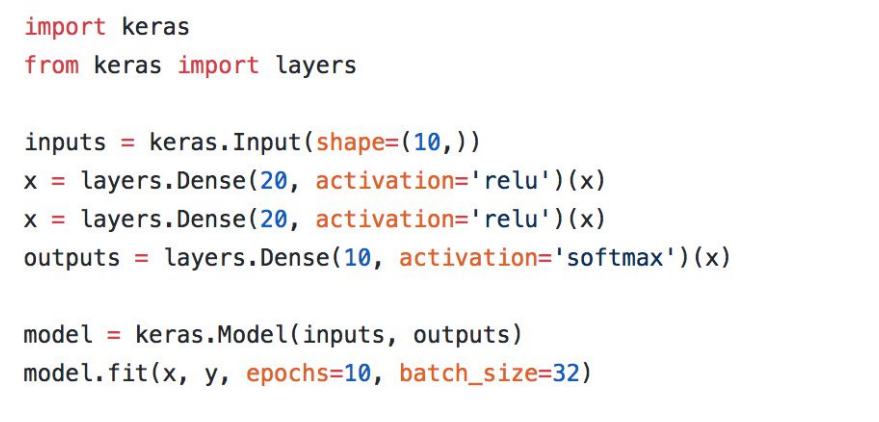 import keras
from keras import layers

inputs = keras.Input(shape=(10,))
x = layers.Dense(20, activation='relu')(x)
x = layers.Dense(20, activation='relu')(x)
outputs = layers.Dense(10, activation='softmax')(x)

model = keras.Model(inputs, outputs)
model.fit(x, y, epochs=10, batch_size=32)